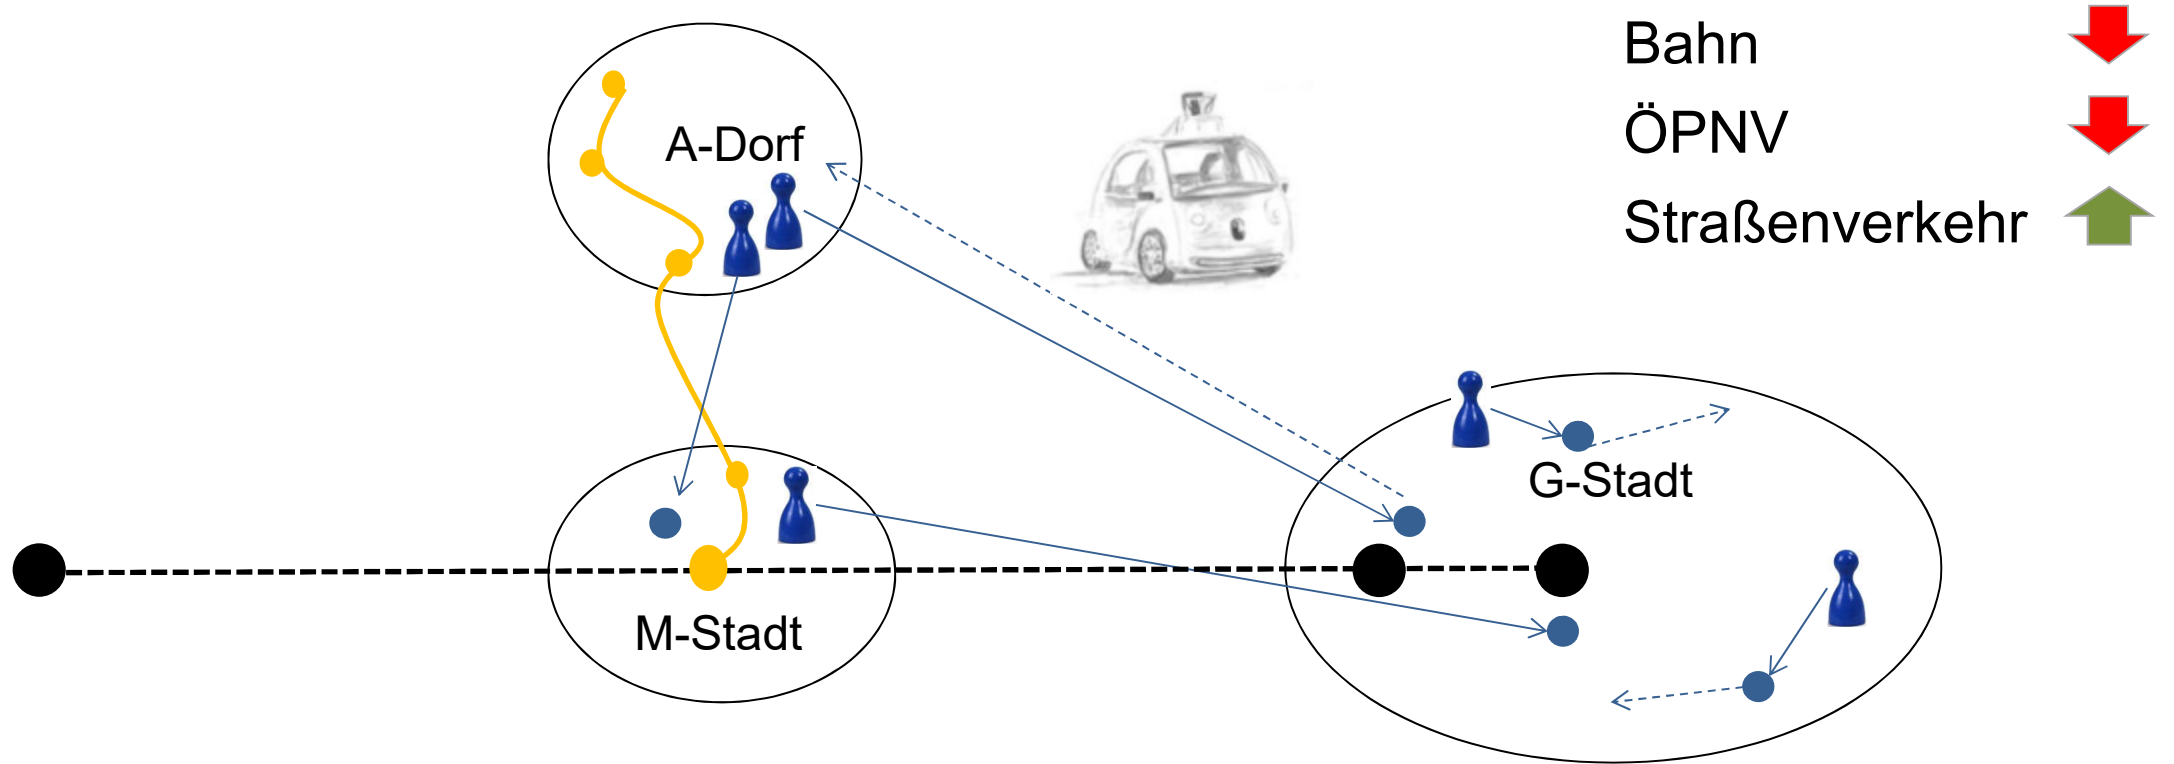 Bahn
ÖPNV
Straßenverkehr
A-Dorf
G-Stadt
M-Stadt